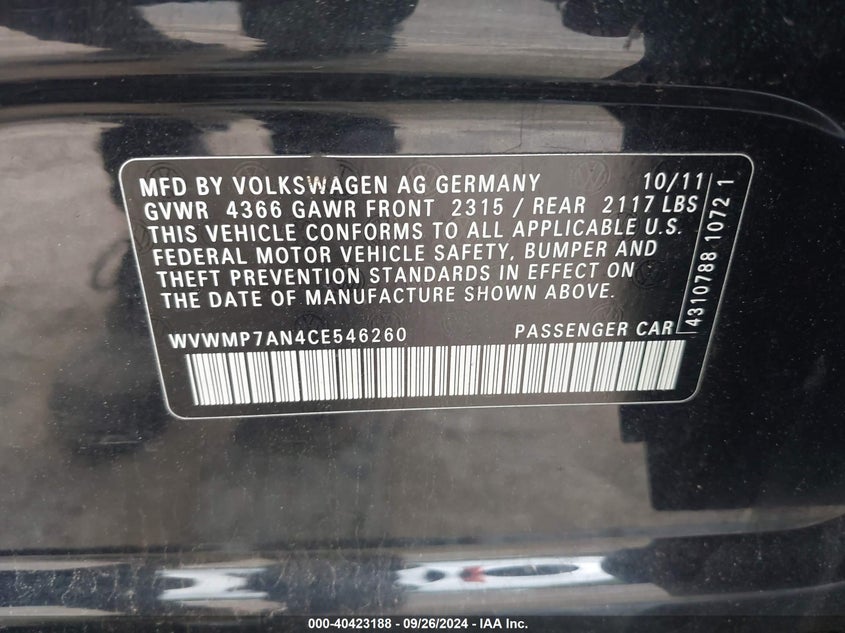 MFD BY VOLKSWAGEN AG GERMANY 10/11
GVWR 4366 GAWR FRONT 2315 / REAR 2117 LBS
THIS VEHICLE CONFORMS TO ALL APPLICABLE U.S.
FEDERAL MOTOR VEHICLE SAFETY, BUMPER AND
THEFT PREVENTION STANDARDS IN EFFECT ON
THE DATE OF MANUFACTURE SHOWN ABOVE.
WVWMP7AN4CE546260 PASSENGER CAR
4310788 1072 1
000-40423188 - 09/26/2024 - IAA Inc.